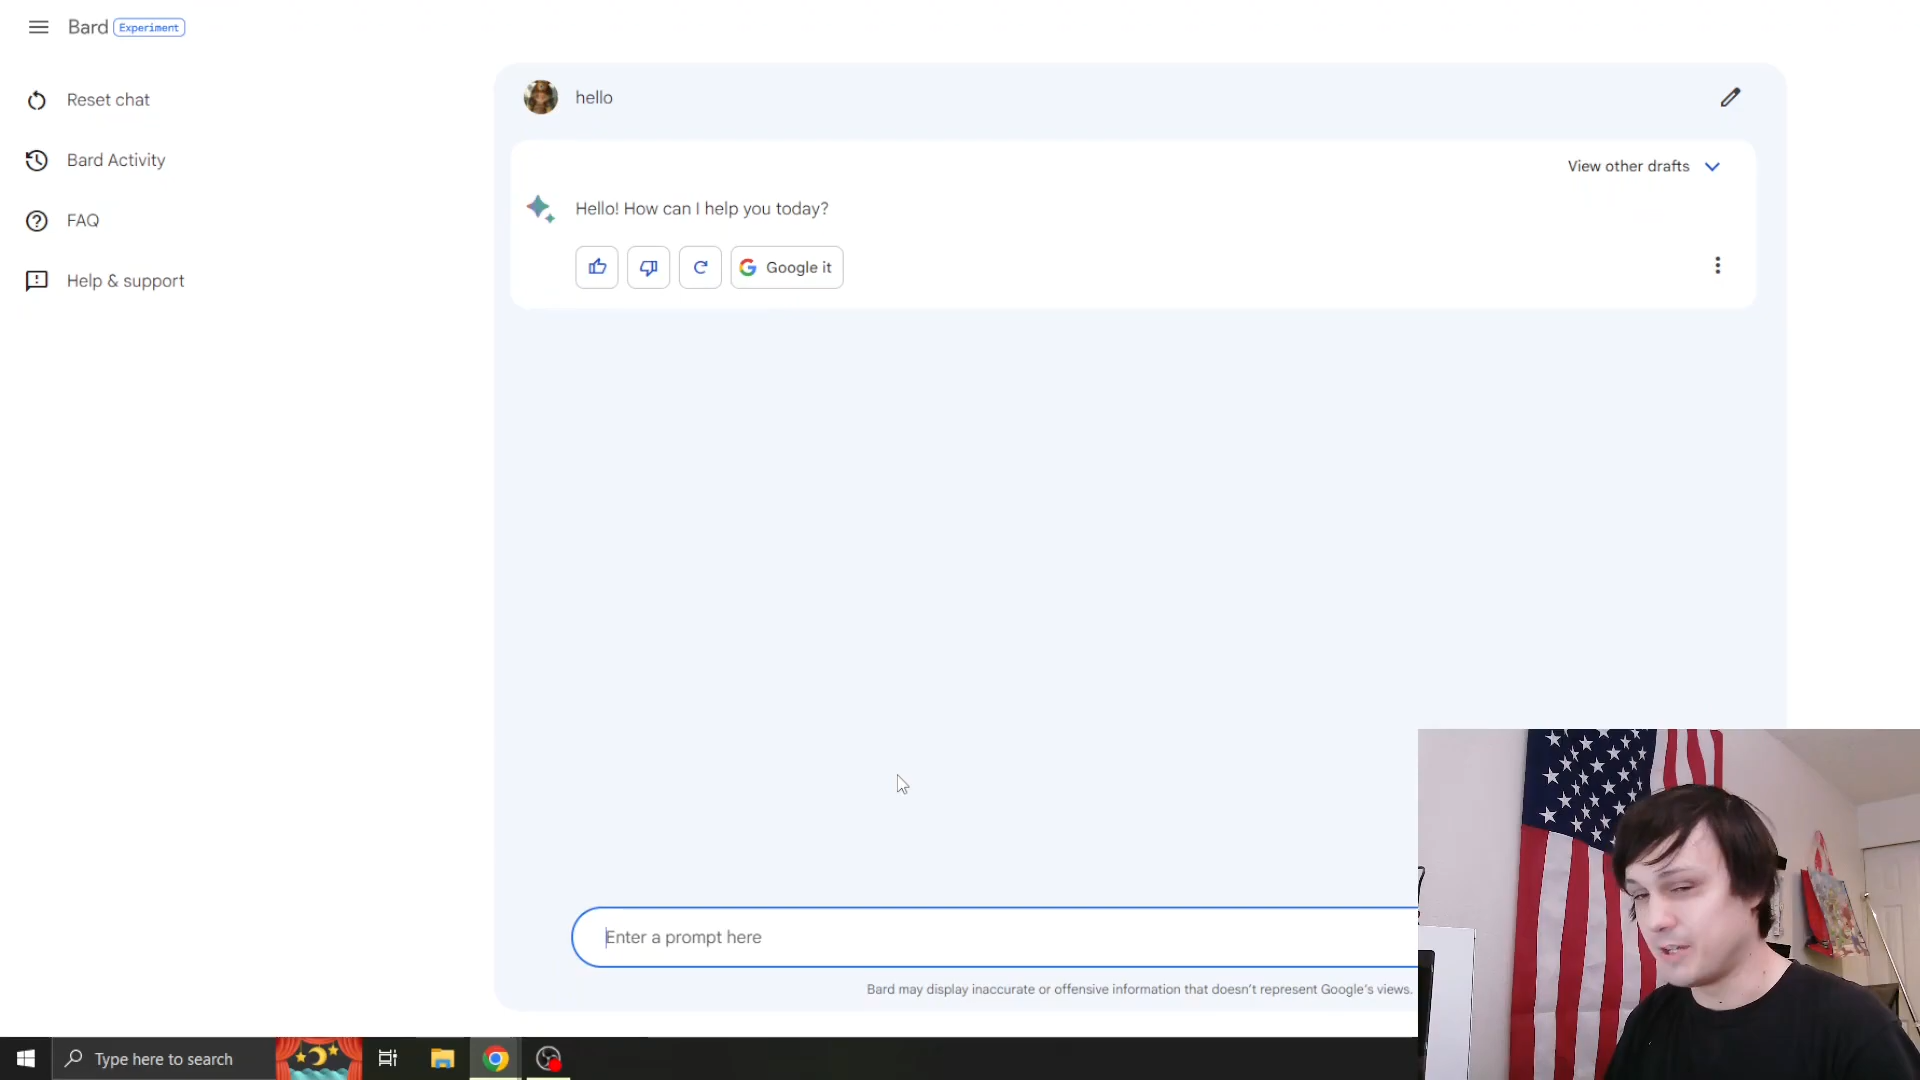 Bard Experiment
Reset chat
Bard Activity
FAQ
Help & support
hello
View other drafts
Hello! How can I help you today?
Google it
Enter a prompt here
Bard may display inaccurate or offensive information that doesn't represent Google's views.
Type here to search